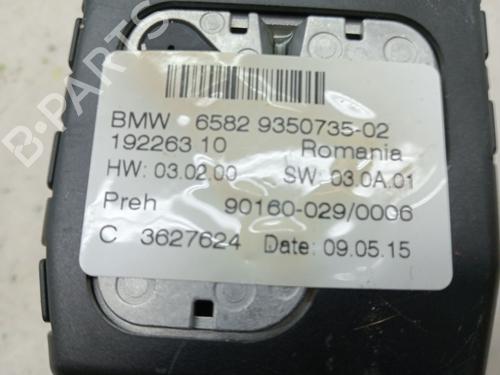 B-PARTS
BMW 6582 9350735-02
192263 10 Romania
HW: 03.02.00 SW: 03.0A.01
Preh 90160-029/0006
C 3627624 Date: 09.05.15